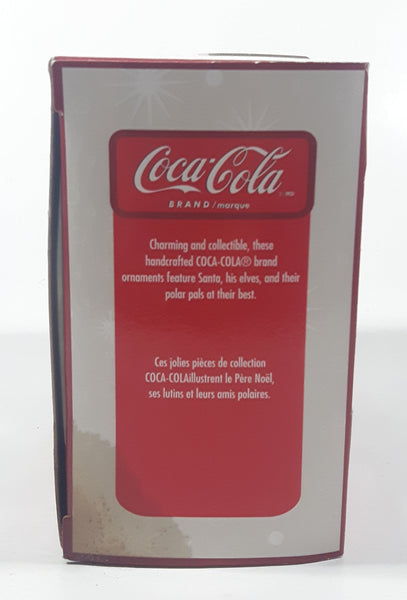 Coca-Cola
BRAND / marque
Charming and collectible, these
handcrafted COCA-COLA® brand
ornaments feature Santa, his elves, and their
polar pals at their best.
Ces jolies pièces de collection
COCA-COLAillustrent le Père Noël,
ses lutins et leurs amis polaires.